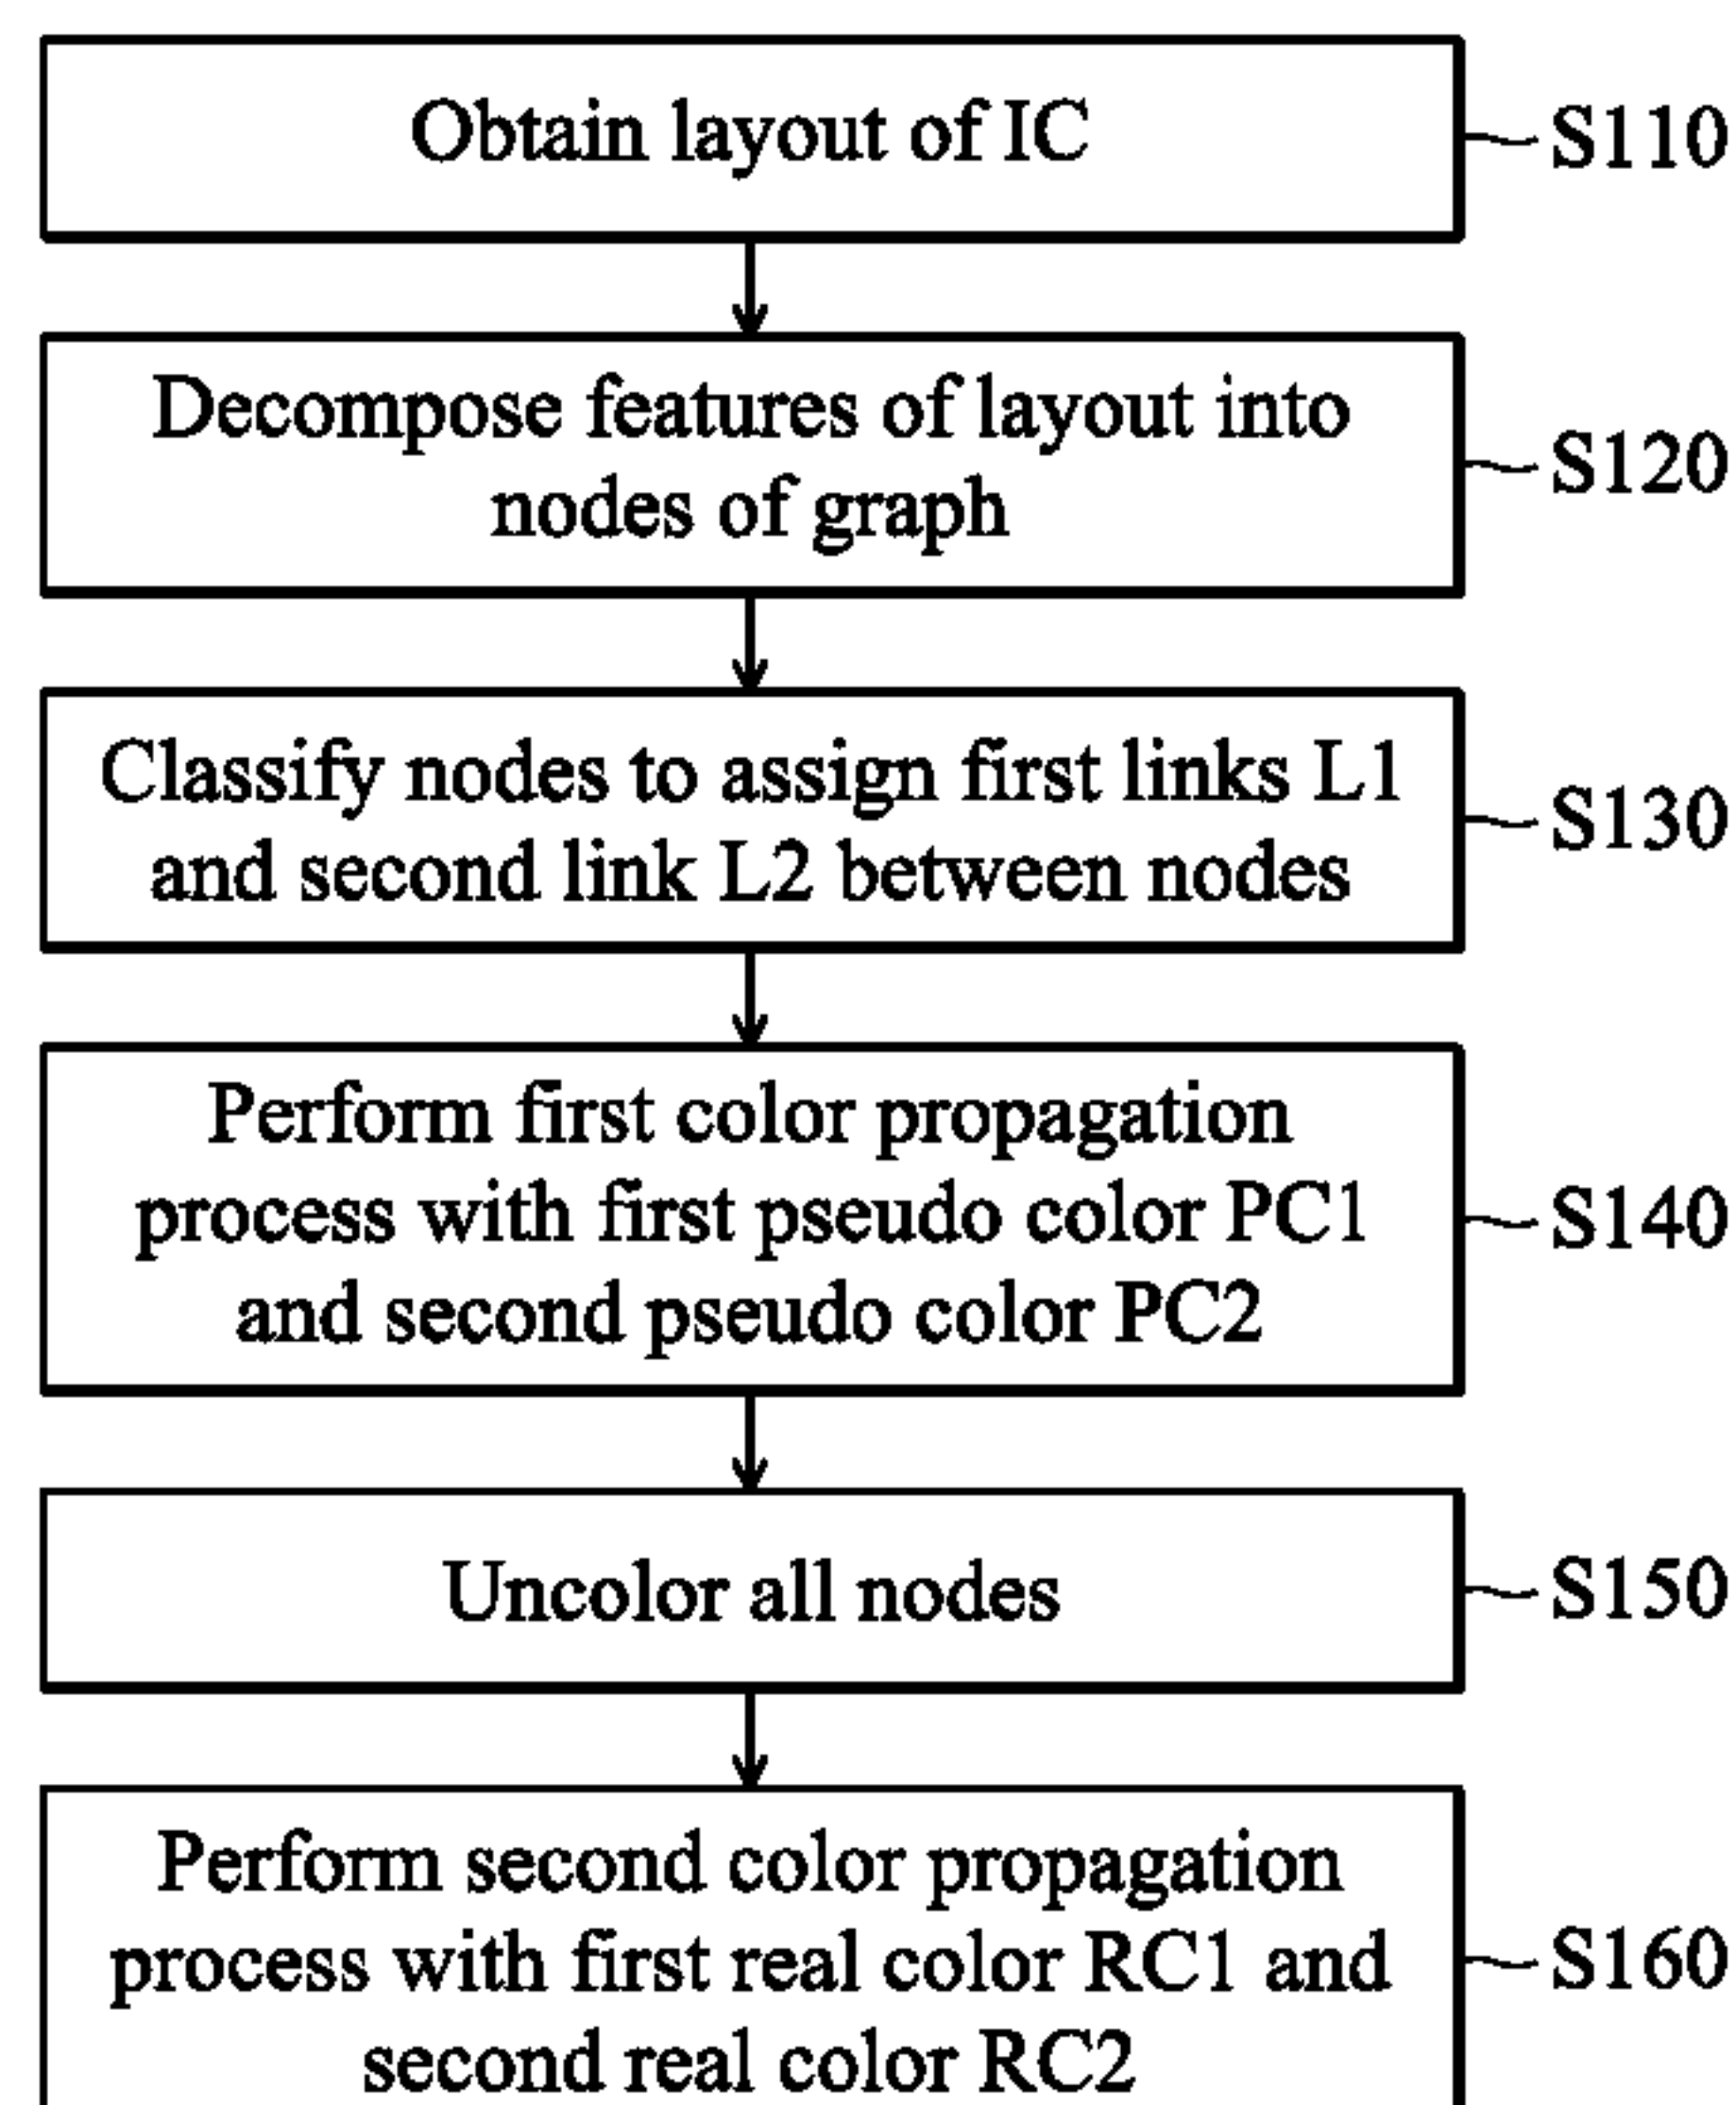 Obtain layout of IC
S110
Decompose features of layout into
nodes of graph
S120
Classify nodes to assign first links L1
and second link L2 between nodes
S130
Perform first color propagation
process with first pseudo color PC1
and second pseudo color PC2
S140
Uncolor all nodes
S150
Perform second color propagation
process with first real color RC1 and
second real color RC2
S160